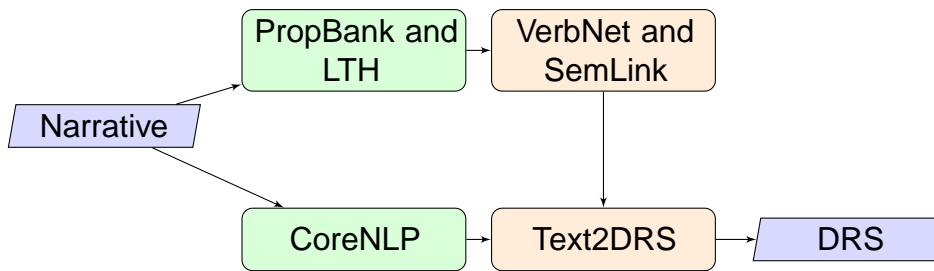 PropBank and
LTH
VerbNet and
SemLink
Narrative
CoreNLP
Text2DRS
DRS